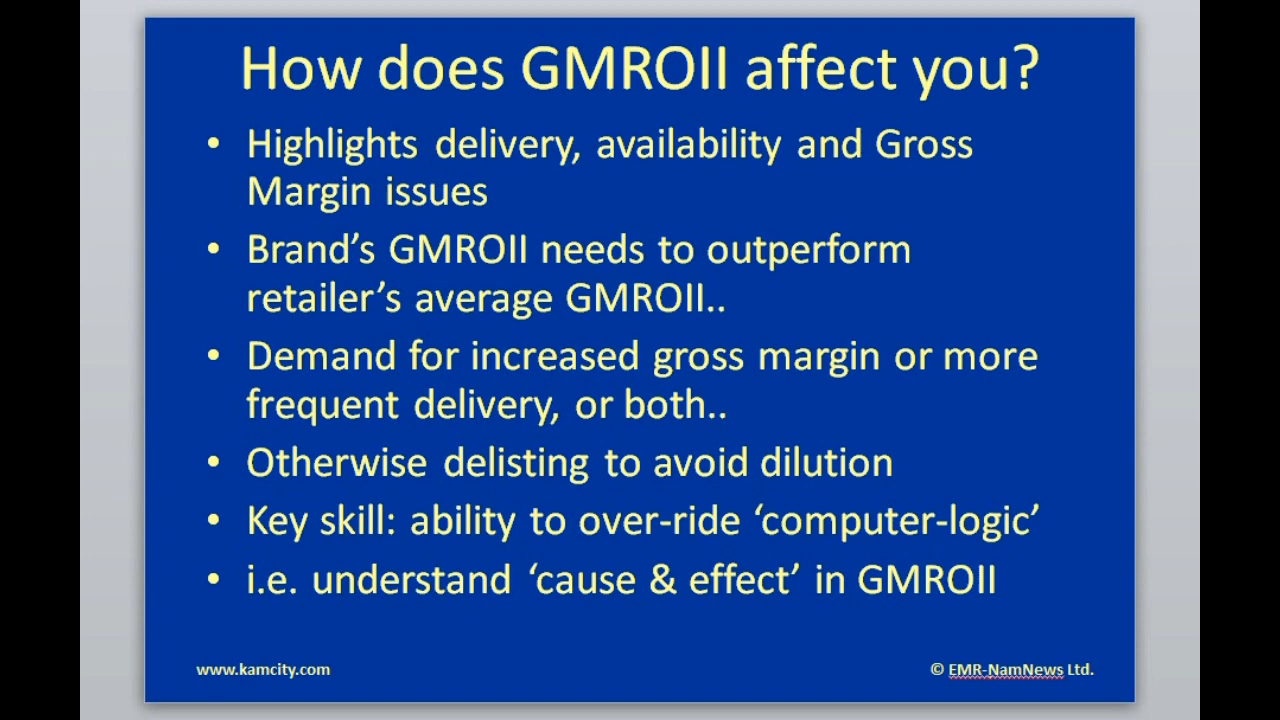 How does GMROII affect you?
• Highlights delivery, availability and Gross
Margin issues
• Brand’s GMROII needs to outperform
retailer’s average GMROII..
• Demand for increased gross margin or more
frequent delivery, or both..
• Otherwise delisting to avoid dilution
• Key skill: ability to over-ride ‘computer-logic’
• i.e. understand ‘cause & effect’ in GMROII
www.kamcity.com
© EMR-NamNews Ltd.